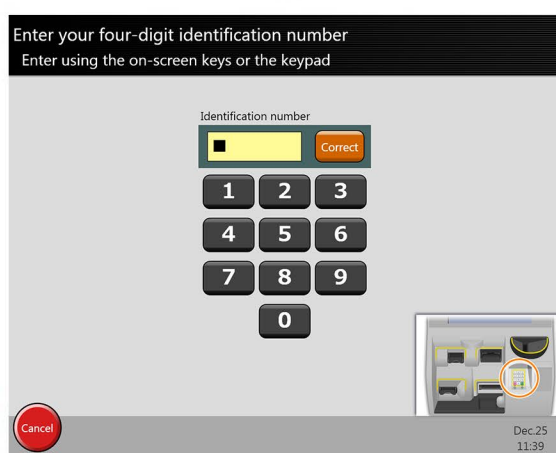 Enter your four-digit identification number
Enter using the on-screen keys or the keypad
Identification number
Correct
1 2 3
4 5 6
7 8 9
0
Cancel
Dec.25
11:39